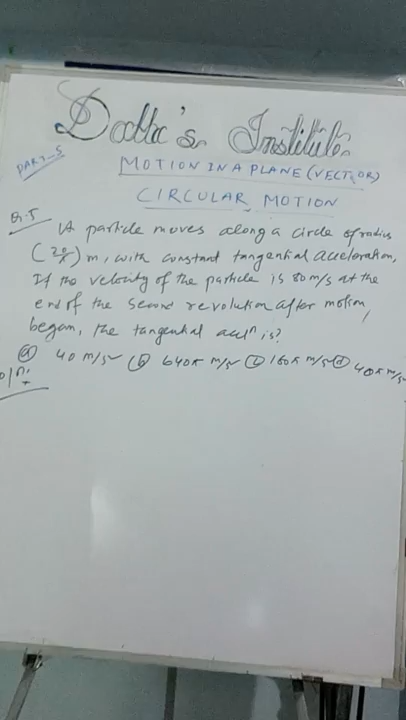 Dodla's Institute
PART-5
MOTION IN A PLANE (VECTOR)
CIRCULAR MOTION
Q.5 A particle moves along a circle of radius
(20/π) m, with constant tangential acceleration,
If the velocity of the particle is 80 m/s at the
end of the second revolution after motion,
began, the tangential accⁿ is?
(a) 40 m/s² (b) 640π m/s² (c) 160π m/s² (d) 40π m/s²